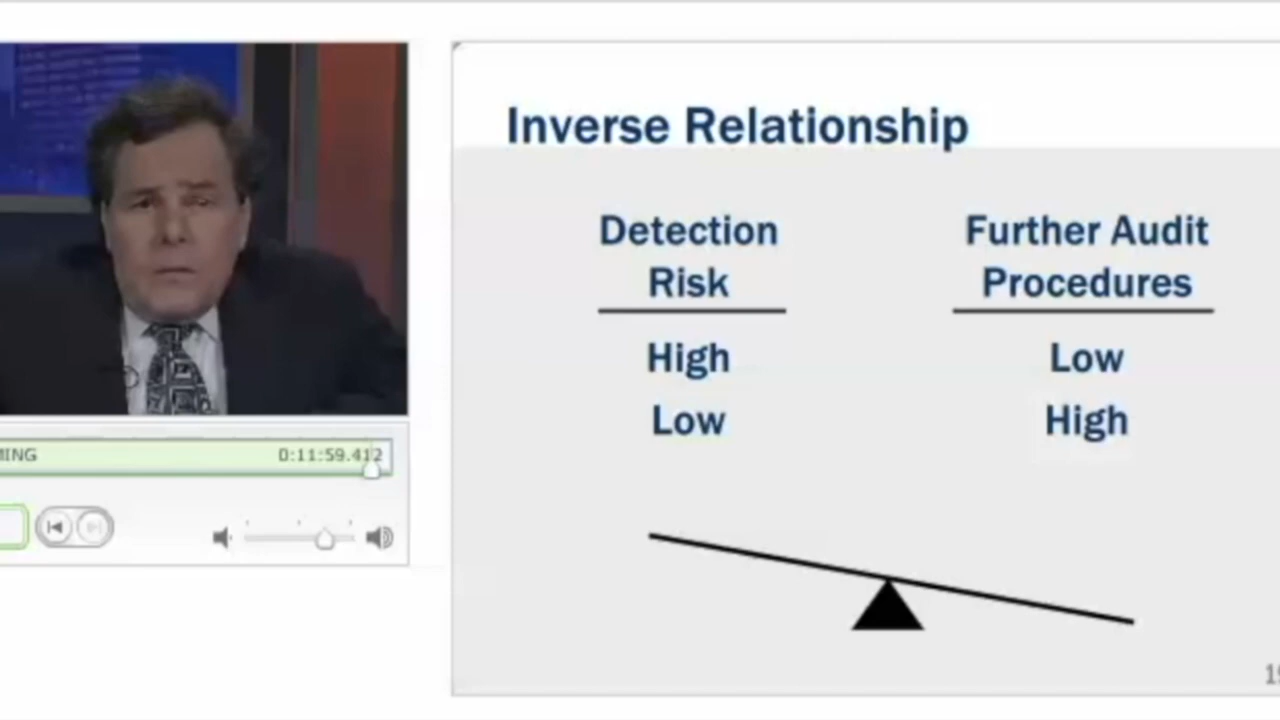 Inverse Relationship
Detection
Risk
Further Audit
Procedures
High
Low
Low
High
0:11:59.412